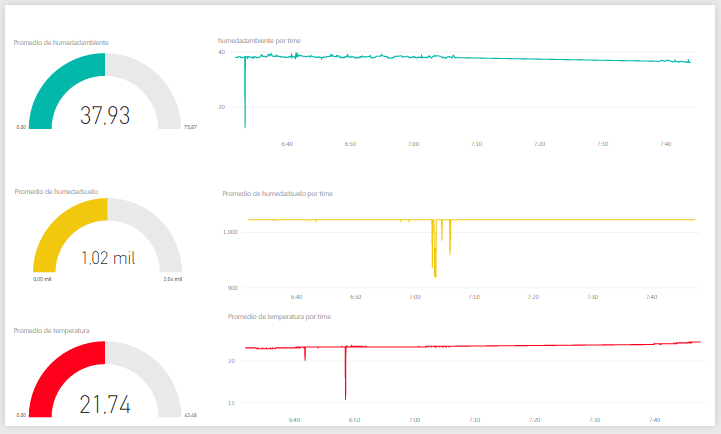 Promedio de humedadambiente
37,93
0,00
75,87
humedadambiente por time
40
20
6:40 6:50 7:00 7:10 7:20 7:30 7:40
Promedio de humedadsuelo
1,02 mil
0,00 mil
2,04 mil
Promedio de humedadsuelo por time
1.000
900
6:40 6:50 7:00 7:10 7:20 7:30 7:40
Promedio de temperatura
21,74
0,00
43,48
Promedio de temperatura por time
20
15
6:40 6:50 7:00 7:10 7:20 7:30 7:40